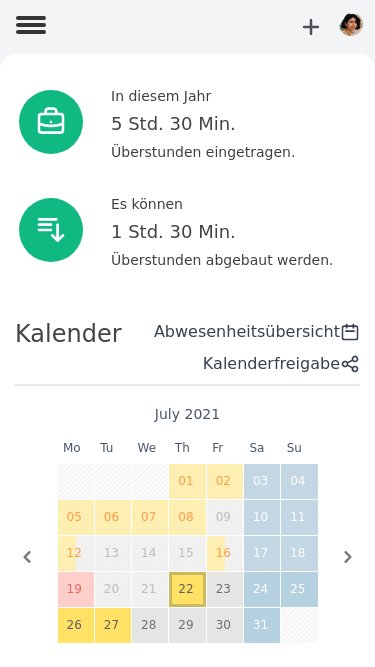 In diesem Jahr
5 Std. 30 Min.
Überstunden eingetragen.
Es können
1 Std. 30 Min.
Überstunden abgebaut werden.
Kalender
Abwesenheitsübersicht
Kalenderfreigabe
July 2021
Mo Tu We Th Fr Sa Su
01 02 03 04
05 06 07 08 09 10 11
12 13 14 15 16 17 18
19 20 21 22 23 24 25
26 27 28 29 30 31